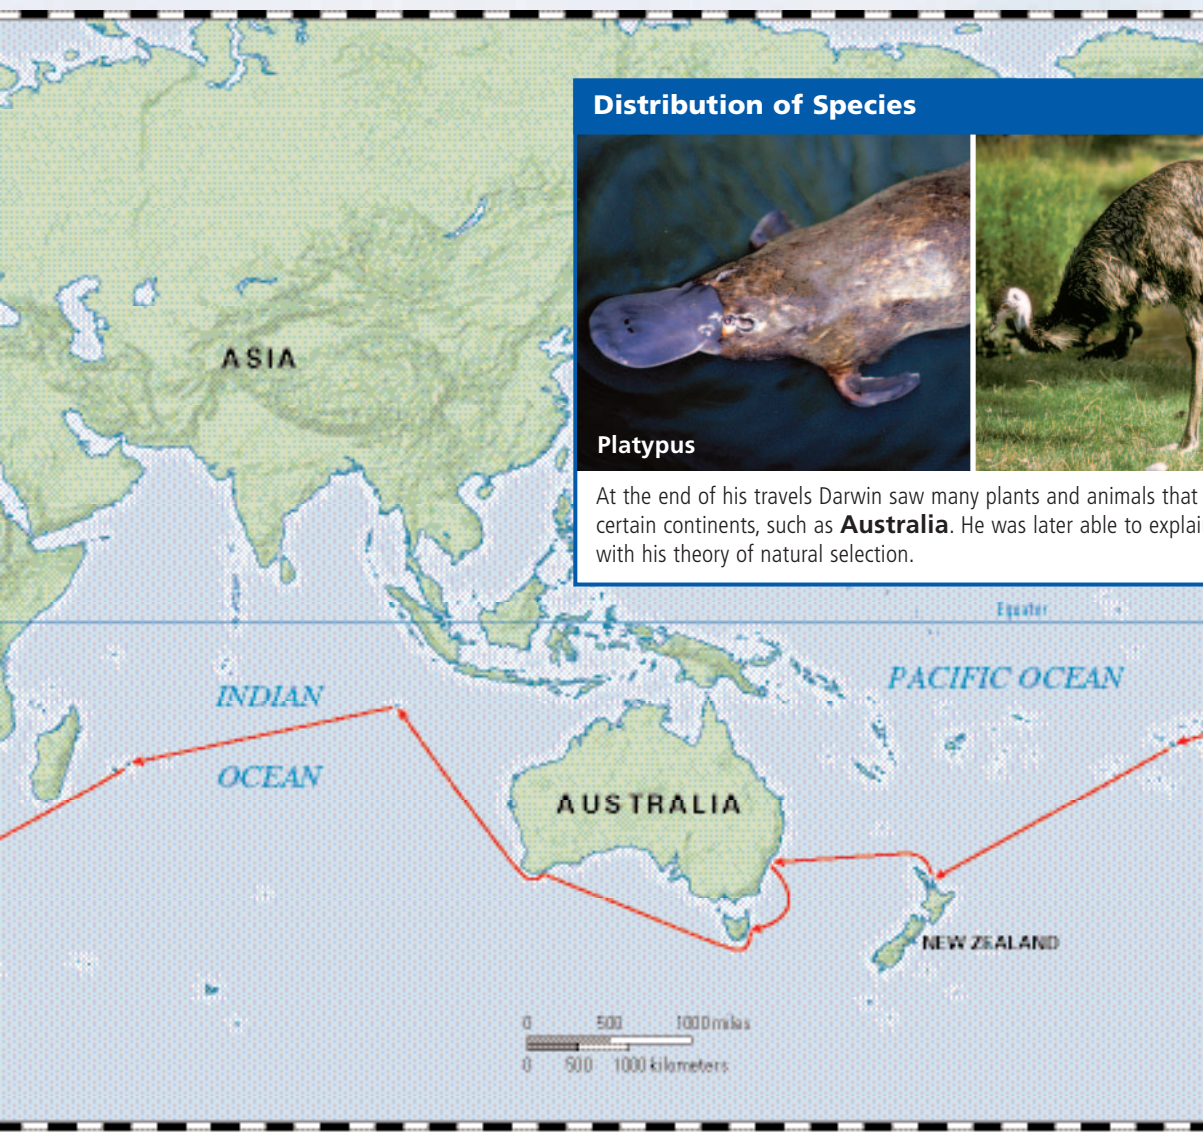 Distribution of Species
Platypus
At the end of his travels Darwin saw many plants and animals that
certain continents, such as Australia. He was later able to explai
with his theory of natural selection.
ASIA
Equator
PACIFIC OCEAN
INDIAN
OCEAN
AUSTRALIA
NEW ZEALAND
0 500 1000 miles
0 500 1000 kilometers